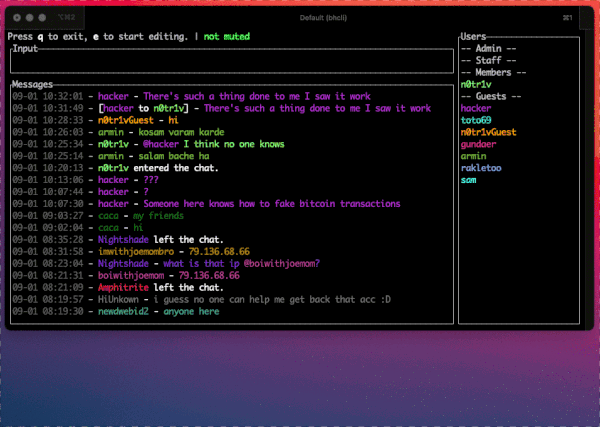 ⌥⌘2
Default (bhcli)
⌘1
Press q to exit, e to start editing. | not muted
Input
Messages
09-01 10:32:01 - hacker - There's such a thing done to me I saw it work
09-01 10:31:49 - [hacker to n0tr1v] - There's such a thing done to me I saw it work
09-01 10:28:33 - n0tr1vGuest - hi
09-01 10:26:03 - armin - kosam varam karde
09-01 10:25:34 - n0tr1v - @hacker I think no one knows
09-01 10:25:14 - armin - salam bache ha
09-01 10:20:13 - n0tr1v entered the chat.
09-01 10:13:06 - hacker - ???
09-01 10:07:44 - hacker - ?
09-01 10:07:30 - hacker - Someone here knows how to fake bitcoin transactions
09-01 09:03:27 - caca - my friends
09-01 09:02:04 - caca - hi
09-01 08:35:28 - Nightshade left the chat.
09-01 08:31:58 - imwithjoemombro - 79.136.68.66
09-01 08:23:04 - Nightshade - what is that ip @boiwithjoemom?
09-01 08:21:31 - boiwithjoemom - 79.136.68.66
09-01 08:21:09 - Amphitrite left the chat.
09-01 08:19:57 - HiUnkown - i guess no one can help me get back that acc :D
09-01 08:19:30 - newdwebid2 - anyone here
Users
-- Admin --
-- Staff --
-- Members --
n0tr1v
-- Guests --
hacker
toto69
n0tr1vGuest
gundoer
armin
rakletoo
sam